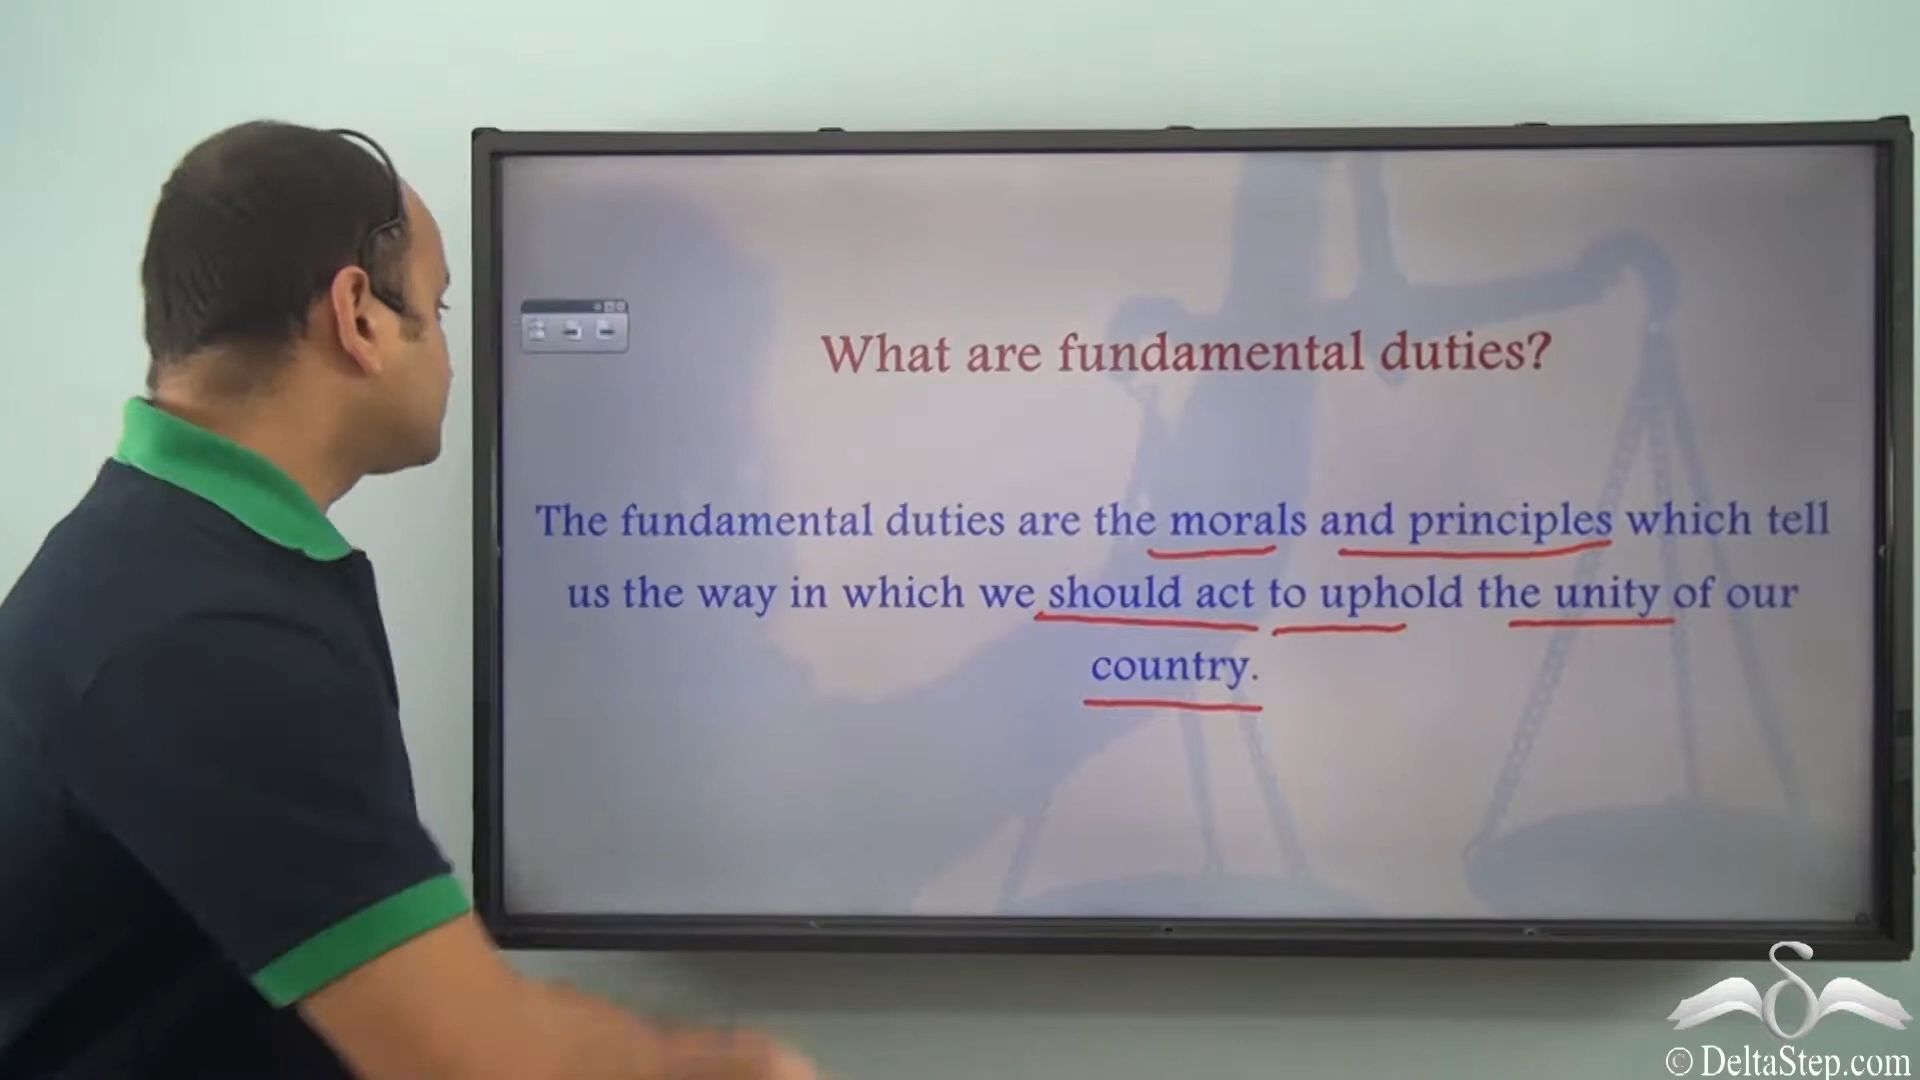 What are fundamental duties?
The fundamental duties are the morals and principles which tell
us the way in which we should act to uphold the unity of our
country.
© DeltaStep.com